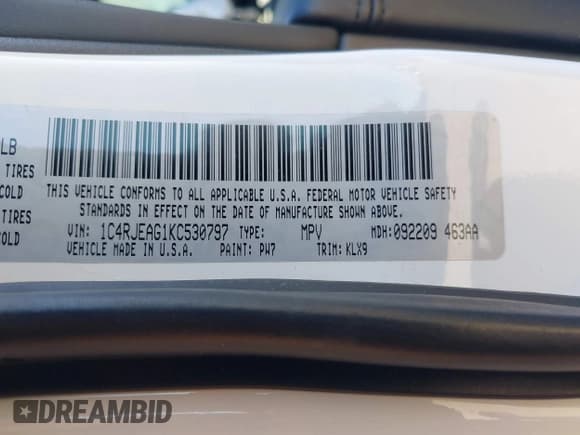 LB
TIRES
COLD
TIRES
COLD
THIS VEHICLE CONFORMS TO ALL APPLICABLE U.S.A. FEDERAL MOTOR VEHICLE SAFETY
STANDARDS IN EFFECT ON THE DATE OF MANUFACTURE SHOWN ABOVE.
VIN: 1C4RJEAG1KC530797 TYPE: MPV MDH: 092209 463AA
VEHICLE MADE IN U.S.A. PAINT: PW7 TRIM: KLX9
DREAMBID